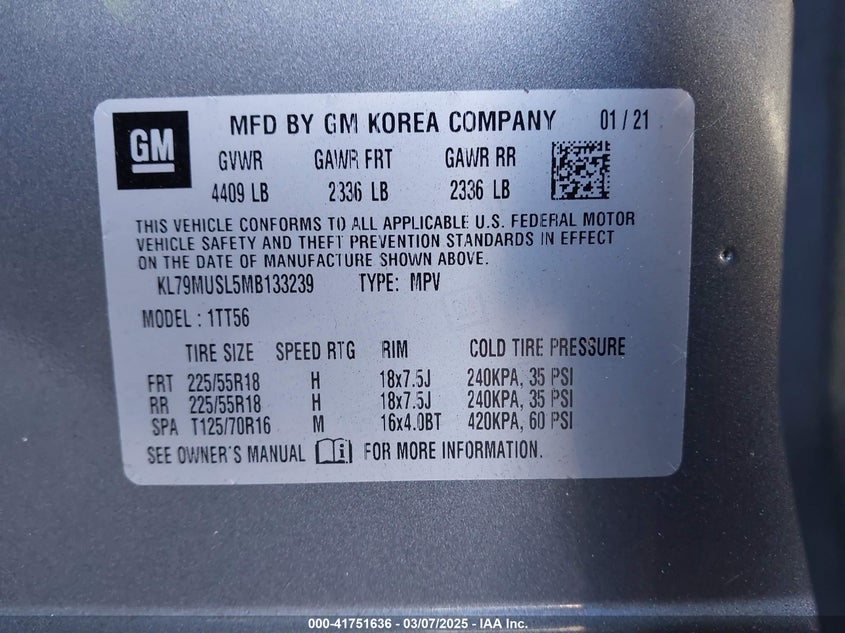 GM MFD BY GM KOREA COMPANY 01/21
GVWR GAWR FRT GAWR RR
4409 LB 2336 LB 2336 LB
THIS VEHICLE CONFORMS TO ALL APPLICABLE U.S. FEDERAL MOTOR
VEHICLE SAFETY AND THEFT PREVENTION STANDARDS IN EFFECT
ON THE DATE OF MANUFACTURE SHOWN ABOVE.
KL79MUSL5MB133239 TYPE: MPV
MODEL : 1TT56
TIRE SIZE SPEED RTG RIM COLD TIRE PRESSURE
FRT 225/55R18 H 18x7.5J 240KPA, 35 PSI
RR 225/55R18 H 18x7.5J 240KPA, 35 PSI
SPA T125/70R16 M 16x4.0BT 420KPA, 60 PSI
SEE OWNER'S MANUAL i FOR MORE INFORMATION.
000-41751636 - 03/07/2025 - IAA Inc.